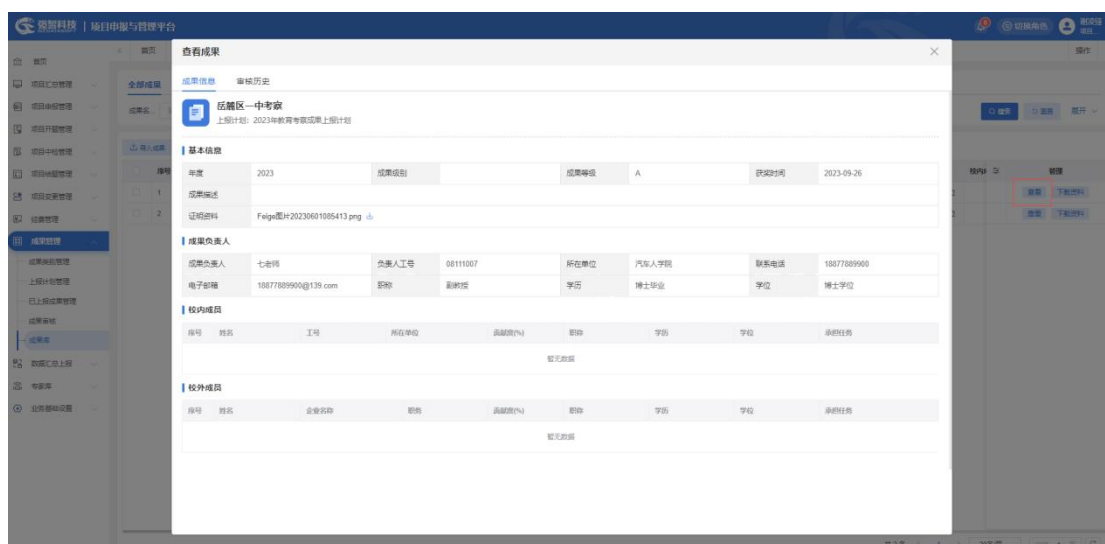 强智科技 | 项目申报与管理平台
切换角色
首页
首页
操作
项目汇总管理
项目申报管理
项目开题管理
项目中检管理
项目结题管理
项目变更管理
经费管理
成果管理
成果类别管理
上报计划管理
已上报成果管理
成果审核
成果库
数据汇总上报
专家库
业务基础设置
全部成果
成果名...
搜索
展开
导入成果
序号
管理
1
查看 下载资料
2
查看 下载资料
查看成果
成果信息 审核历史
岳麓区一中考察
上报计划: 2023年教育考察成果上报计划
基本信息
年度 2023 成果级别 成果等级 A 获奖时间 2023-09-26
成果描述
证明资料 Feige图片20230601085413.png
成果负责人
成果负责人 七老师 负责人工号 08111007 所在单位 汽车人学院 联系电话 18877889900
电子邮箱 18877889900@139.com 职称 副教授 学历 博士毕业 学位 博士学位
校内成员
序号 姓名 工号 所在单位 贡献度(%) 职称 学历 学位 承担任务
暂无数据
校外成员
序号 姓名 企业名称 职务 贡献度(%) 职称 学历 学位 承担任务
暂无数据